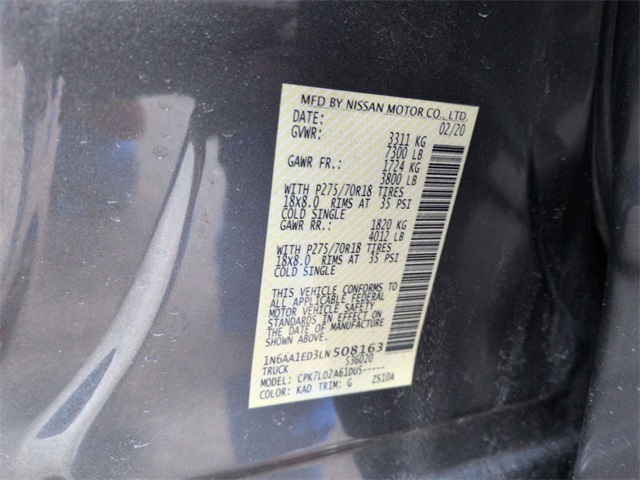 MFD BY NISSAN MOTOR CO., LTD.
DATE: 02/20
GVWR: 3311 KG
7300 LB
GAWR FR.: 1724 KG
3800 LB
WITH P275/70R18 TIRES
18x8.0 RIMS AT 35 PSI
COLD SINGLE
GAWR RR.: 1820 KG
4012 LB
WITH P275/70R18 TIRES
18x8.0 RIMS AT 35 PSI
COLD SINGLE
THIS VEHICLE CONFORMS TO
ALL APPLICABLE FEDERAL
MOTOR VEHICLE SAFETY
STANDARDS IN EFFECT ON
THE DATE OF MANUFACTURE
SHOWN ABOVE.
1N6AA1ED3LN508163
TRUCK S36020
MODEL: CPK7LD2A61DUS-----
COLOR: KAD TRIM: G ZS10A